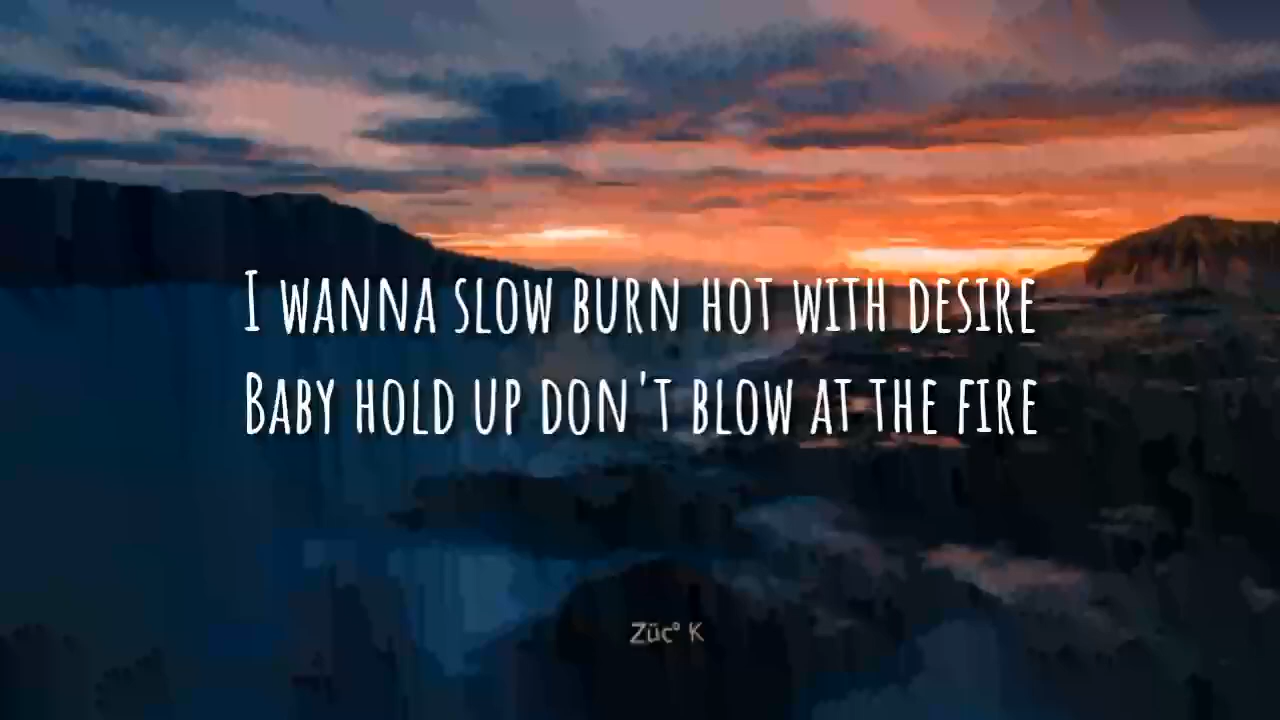 I wanna slow burn hot with desire
Baby hold up don't blow at the fire
Züc° K